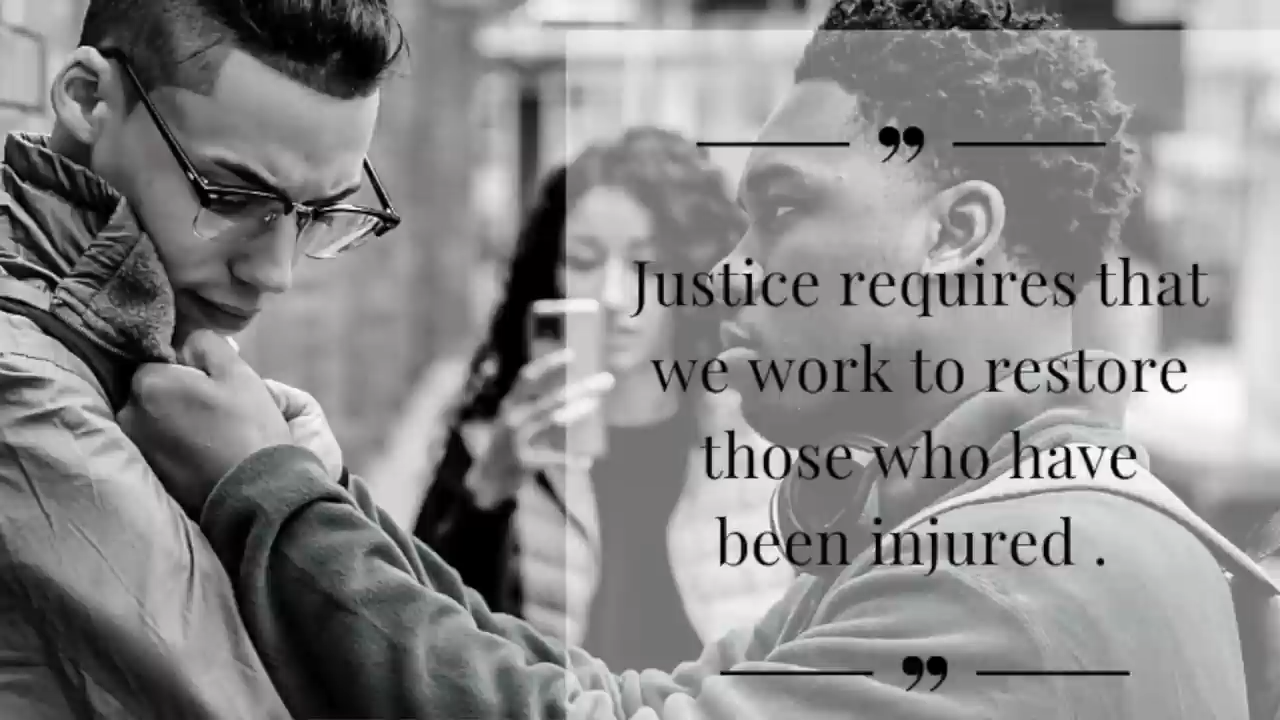 ”
Justice requires that
we work to restore
those who have
been injured .
”